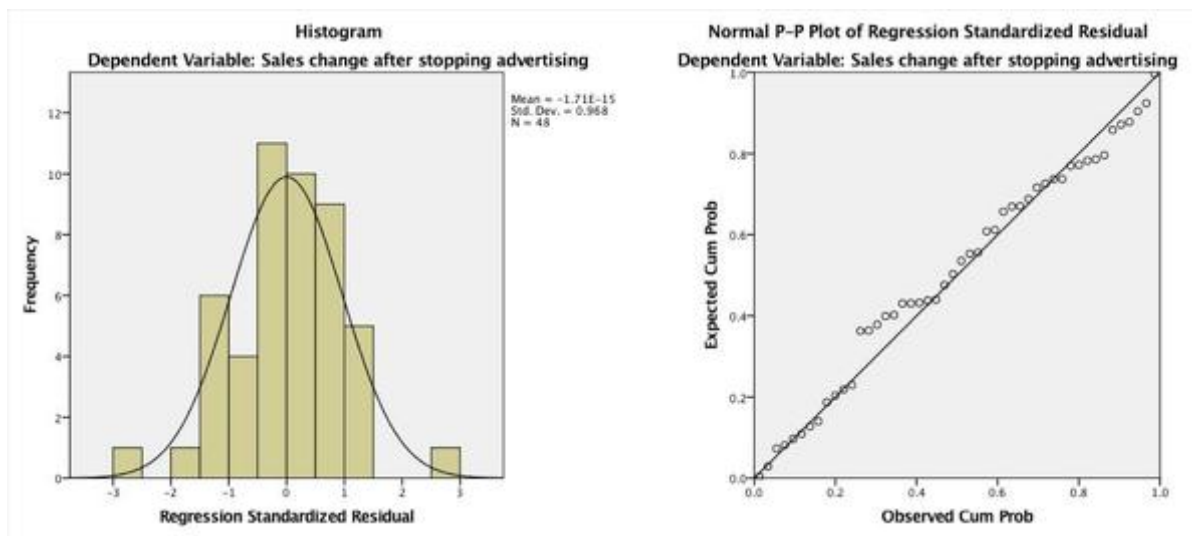 Histogram
Dependent Variable: Sales change after stopping advertising
Mean = -1.71E-15
Std. Dev. = 0.968
N = 48
12
10
8
6
4
2
0
-3
-2
-1
0
1
2
3
Frequency
Regression Standardized Residual
Normal P-P Plot of Regression Standardized Residual
Dependent Variable: Sales change after stopping advertising
1.0
0.8
0.6
0.4
0.2
0.0
0.0
0.2
0.4
0.6
0.8
1.0
Expected Cum Prob
Observed Cum Prob